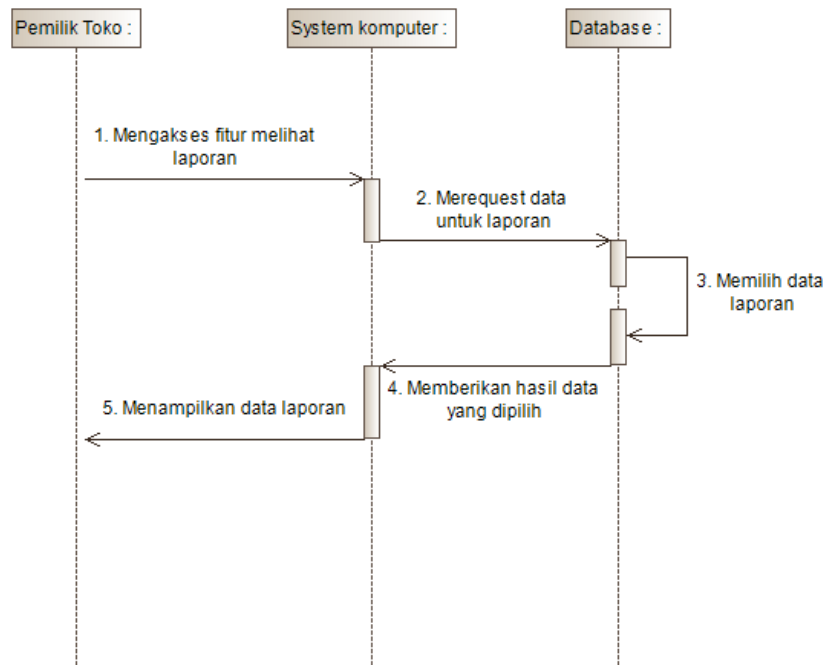 Pemilik Toko :
System komputer :
Database :
1. Mengakses fitur melihat
laporan
2. Merequest data
untuk laporan
3. Memilih data
laporan
4. Memberikan hasil data
yang dipilih
5. Menampilkan data laporan